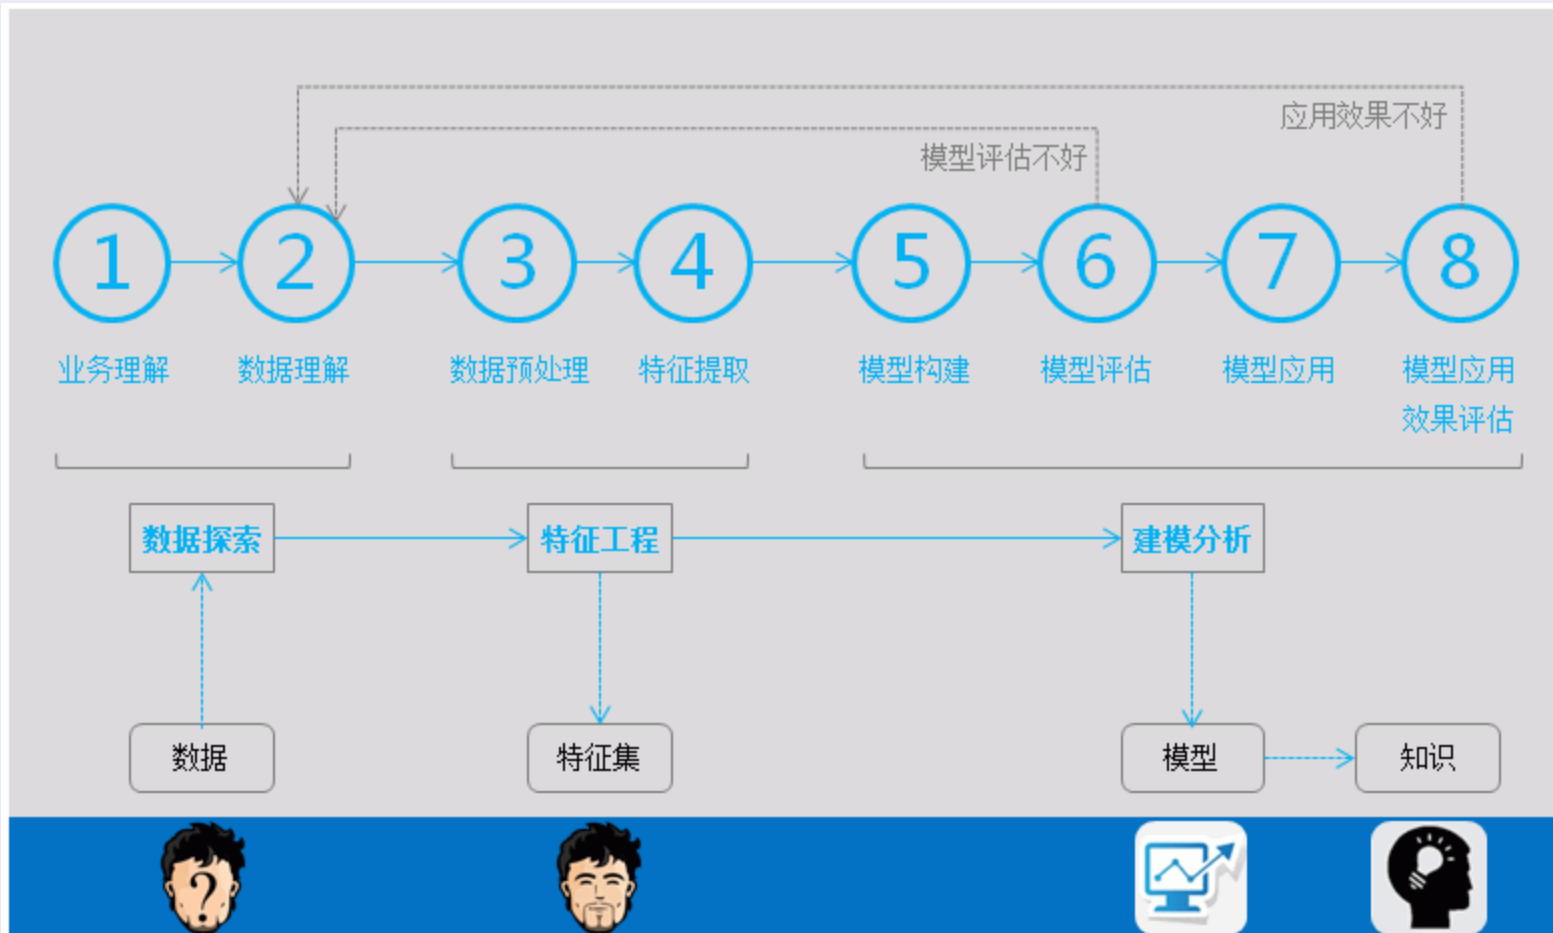 应用效果不好
模型评估不好
1
2
3
4
5
6
7
8
业务理解
数据理解
数据预处理
特征提取
模型构建
模型评估
模型应用
模型应用
效果评估
数据探索
特征工程
建模分析
数据
特征集
模型
知识
?